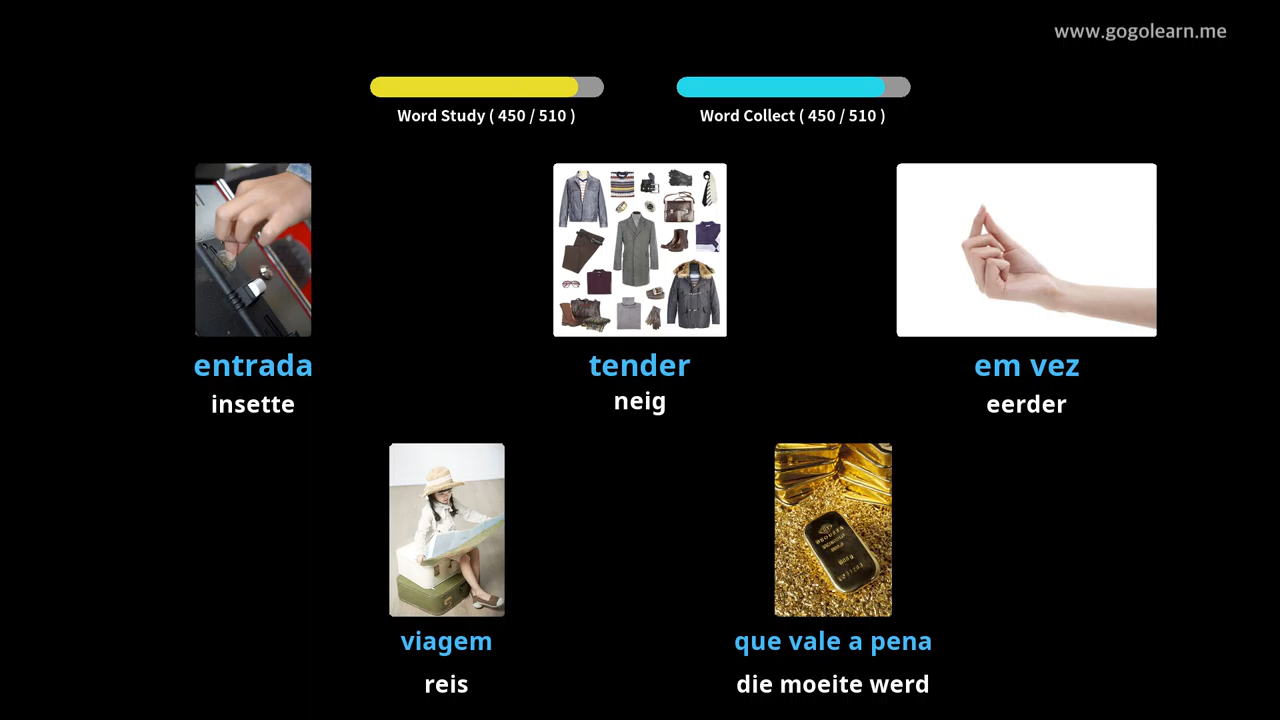 www.gogolearn.me
Word Study ( 450 / 510 )
Word Collect ( 450 / 510 )
entrada
insette
tender
neig
em vez
eerder
viagem
reis
que vale a pena
die moeite werd